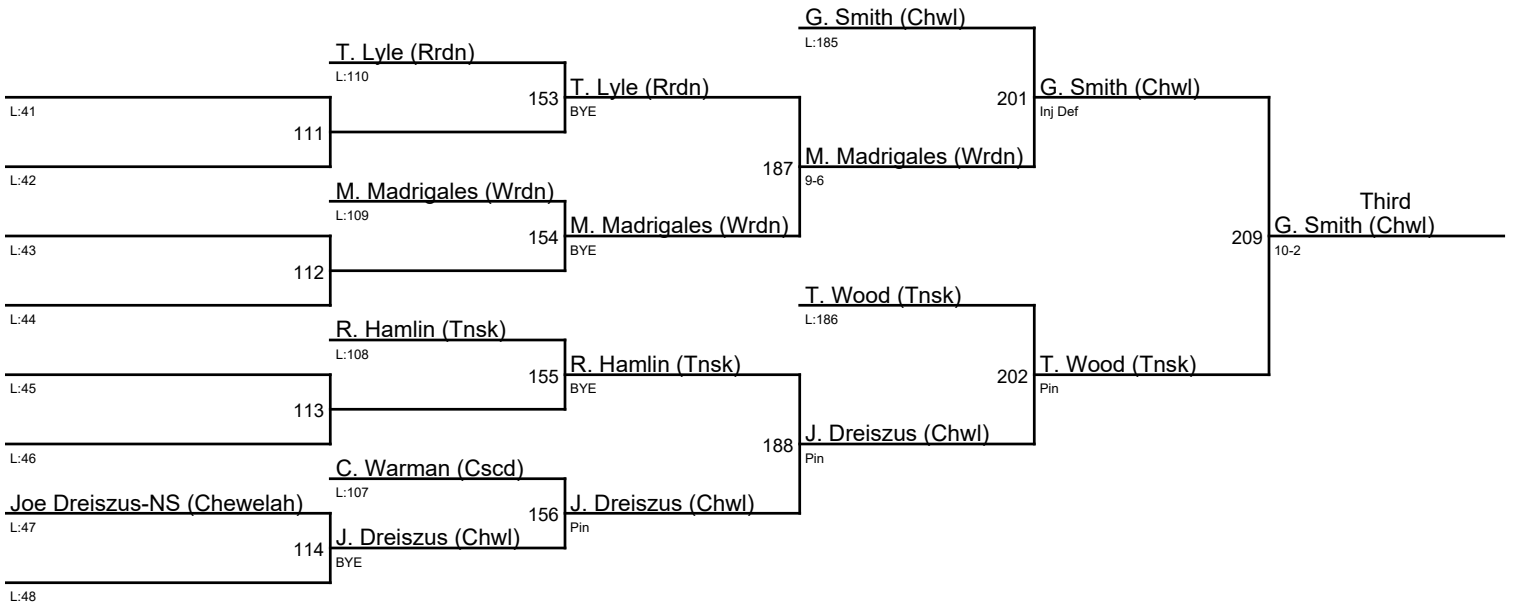 G. Smith (Chwl)
L:185
T. Lyle (Rrdn)
L:110
153
T. Lyle (Rrdn)
BYE
201
G. Smith (Chwl)
Inj Def
L:41
111
L:42
187
M. Madrigales (Wrdn)
9-6
M. Madrigales (Wrdn)
L:109
154
M. Madrigales (Wrdn)
BYE
Third
209
G. Smith (Chwl)
10-2
L:43
112
L:44
T. Wood (Tnsk)
L:186
R. Hamlin (Tnsk)
L:108
155
R. Hamlin (Tnsk)
BYE
202
T. Wood (Tnsk)
Pin
L:45
113
L:46
188
J. Dreiszus (Chwl)
Pin
C. Warman (Cscd)
L:107
156
J. Dreiszus (Chwl)
Pin
Joe Dreiszus-NS (Chewelah)
L:47
114
J. Dreiszus (Chwl)
BYE
L:48